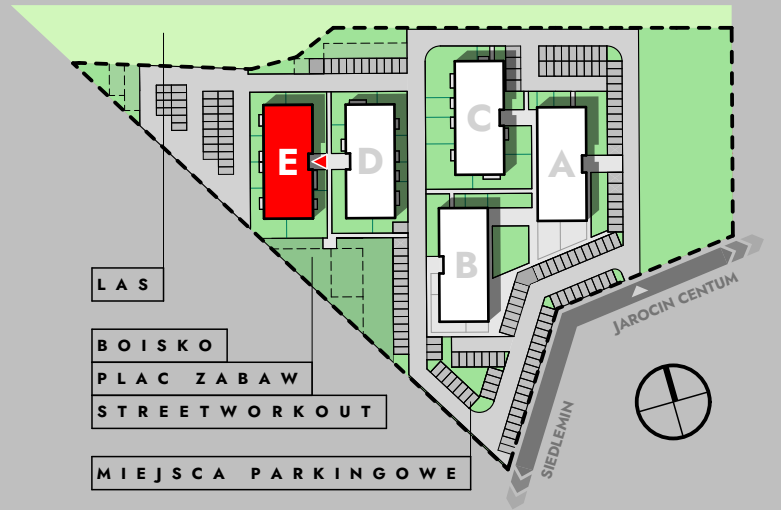 C
E
D
A
B
LAS
JAROCIN CENTUM
BOISKO
PLAC ZABAW
STREETWORKOUT
SIEDLEMIN
MIEJSCA PARKINGOWE